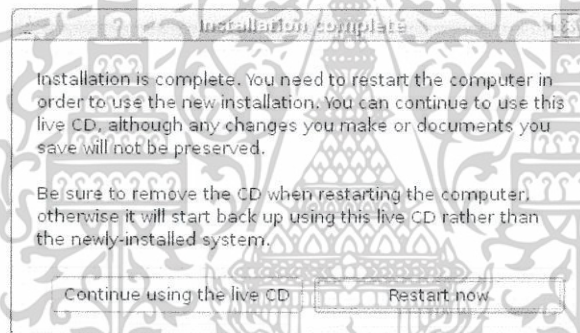 Installation complete
Installation is complete. You need to restart the computer in
order to use the new installation. You can continue to use this
live CD, although any changes you make or documents you
save will not be preserved.
Be sure to remove the CD when restarting the computer,
otherwise it will start back up using this live CD rather than
the newly-installed system.
Continue using the live CD
Restart now